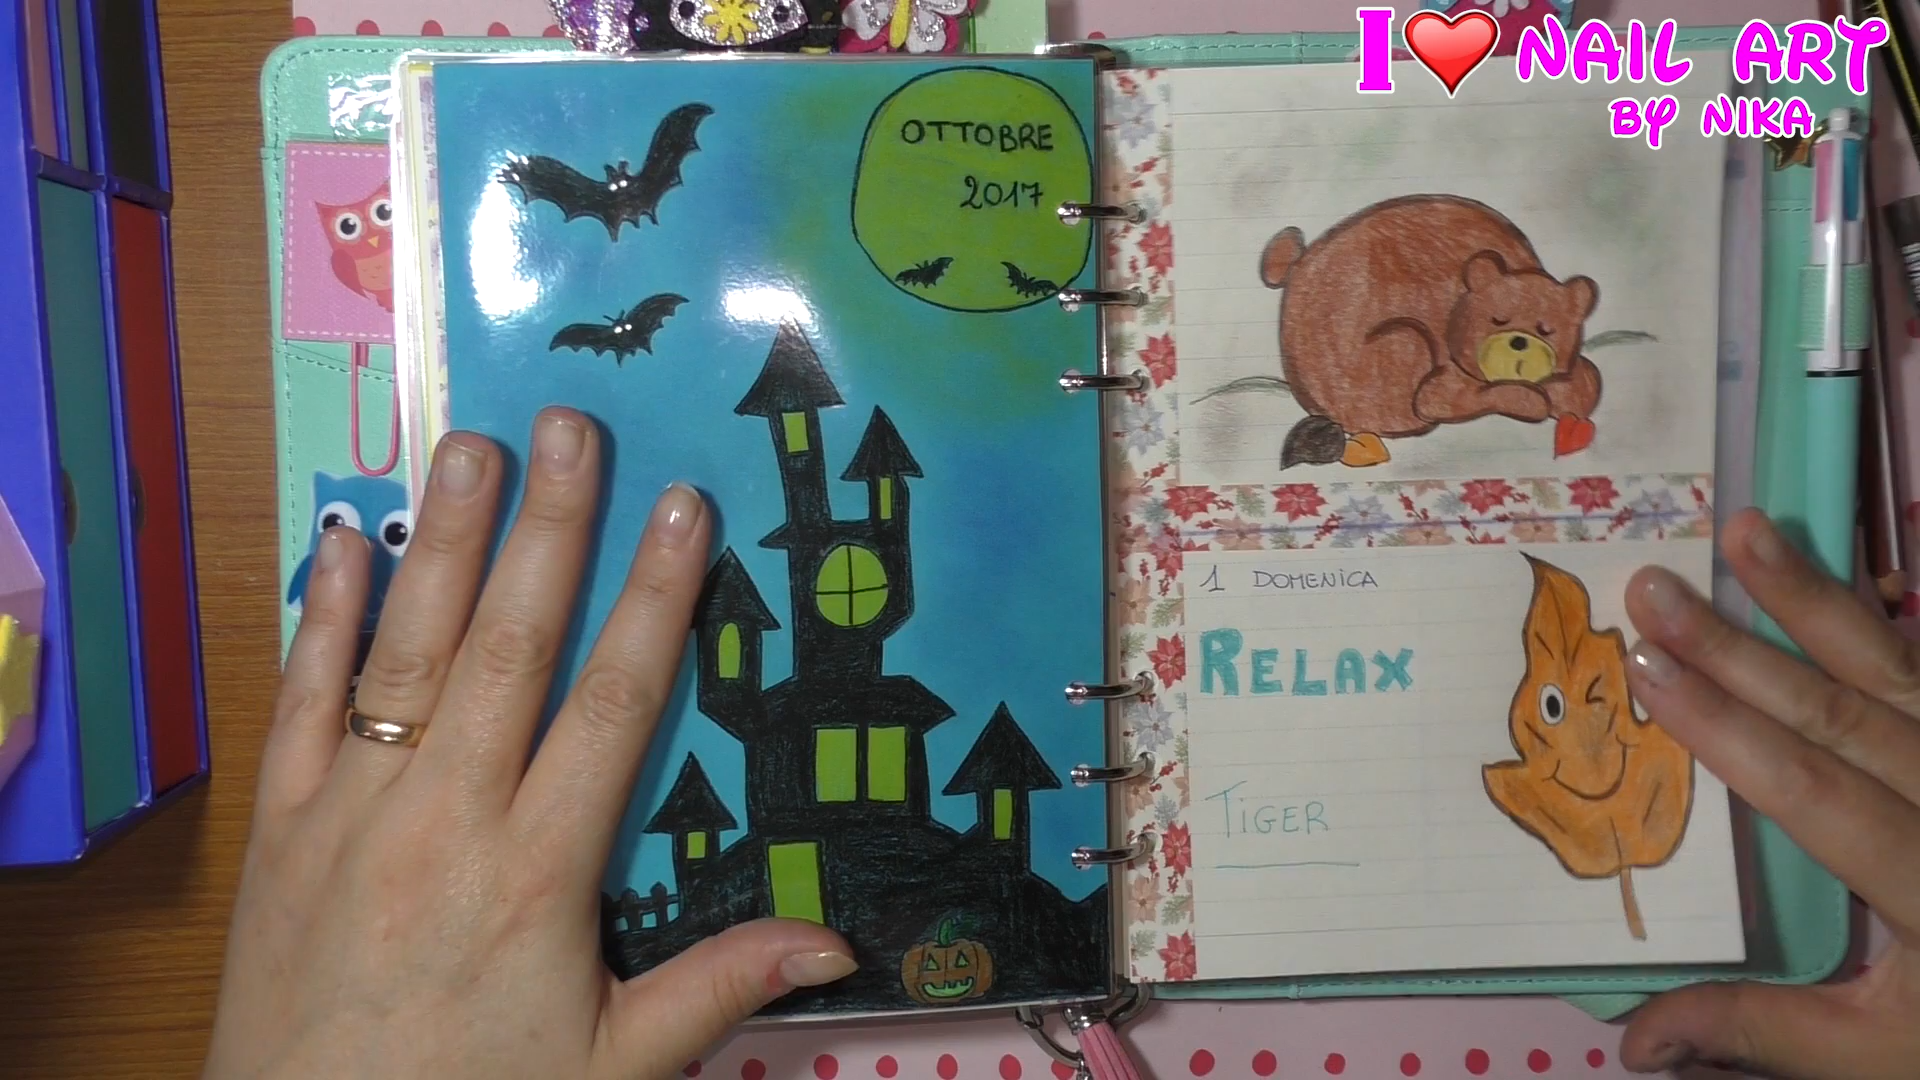 I ❤ NAIL ART
BY NIKA
OTTOBRE
2017
1 DOMENICA
RELAX
TIGER